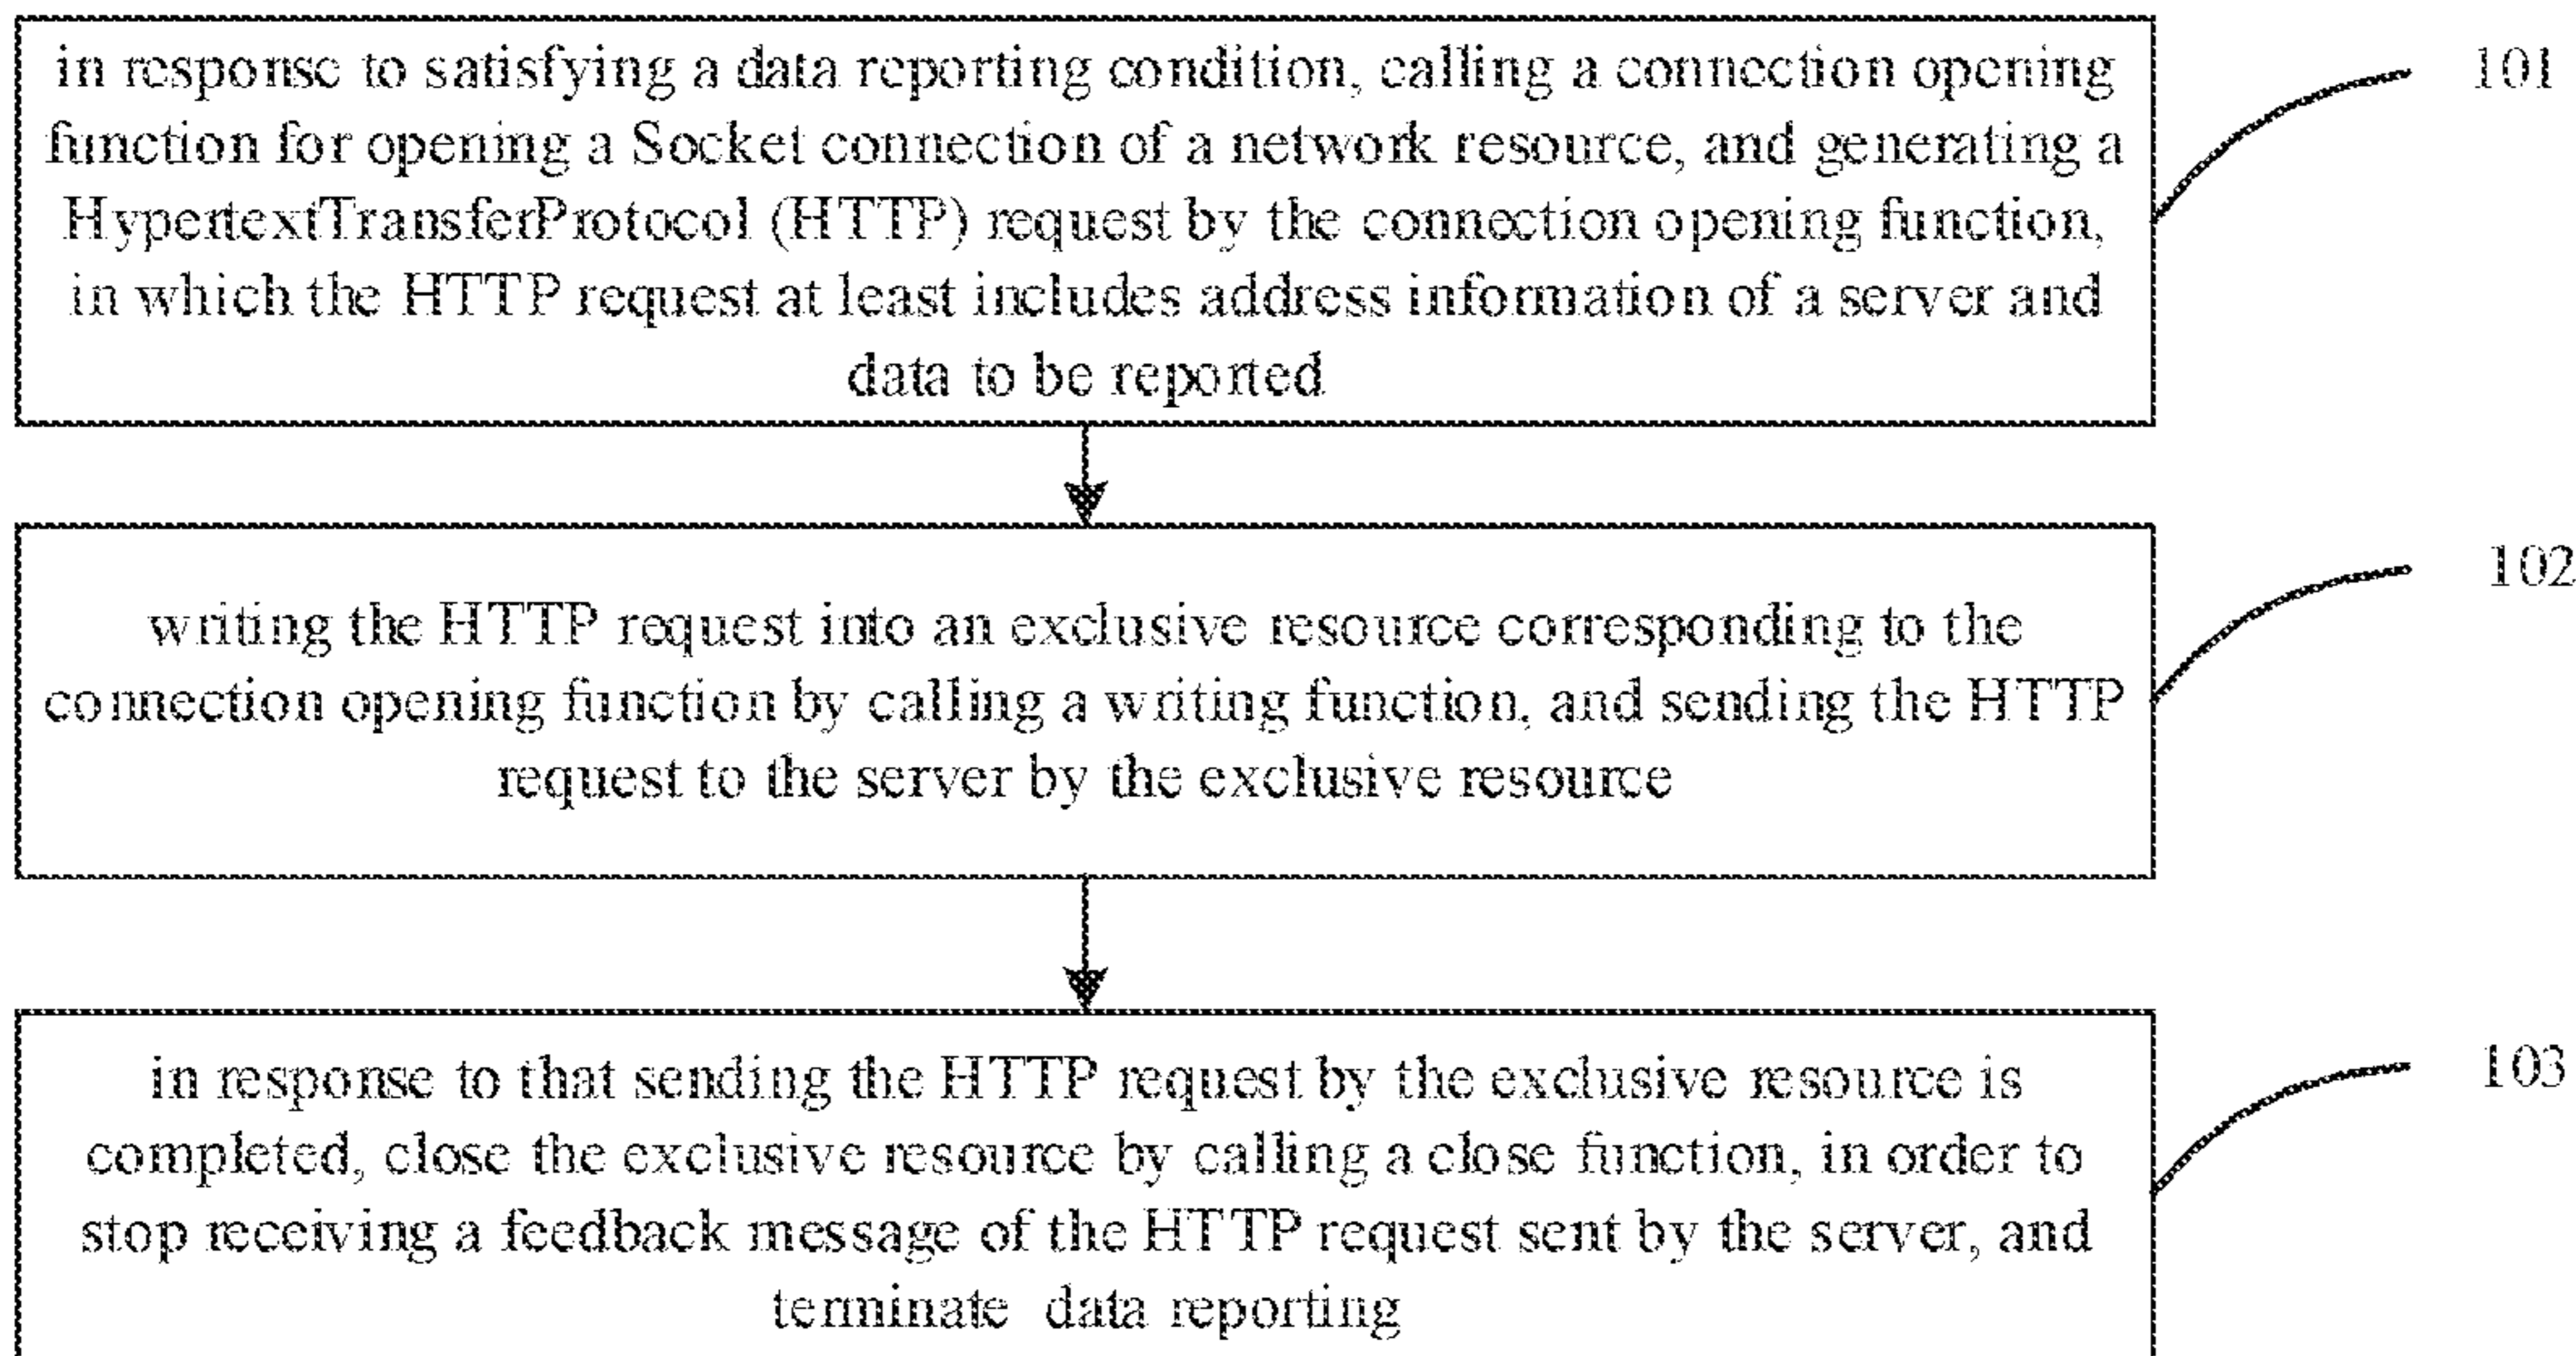 in response to satisfying a data reporting condition, calling a connection opening
function for opening a Socket connection of a network resource, and generating a
HypertextTransferProtocol (HTTP) request by the connection opening function,
in which the HTTP request at least includes address information of a server and
data to be reported
101
writing the HTTP request into an exclusive resource corresponding to the
connection opening function by calling a writing function, and sending the HTTP
request to the server by the exclusive resource
102
in response to that sending the HTTP request by the exclusive resource is
completed, close the exclusive resource by calling a close function, in order to
stop receiving a feedback message of the HTTP request sent by the server, and
terminate data reporting
103